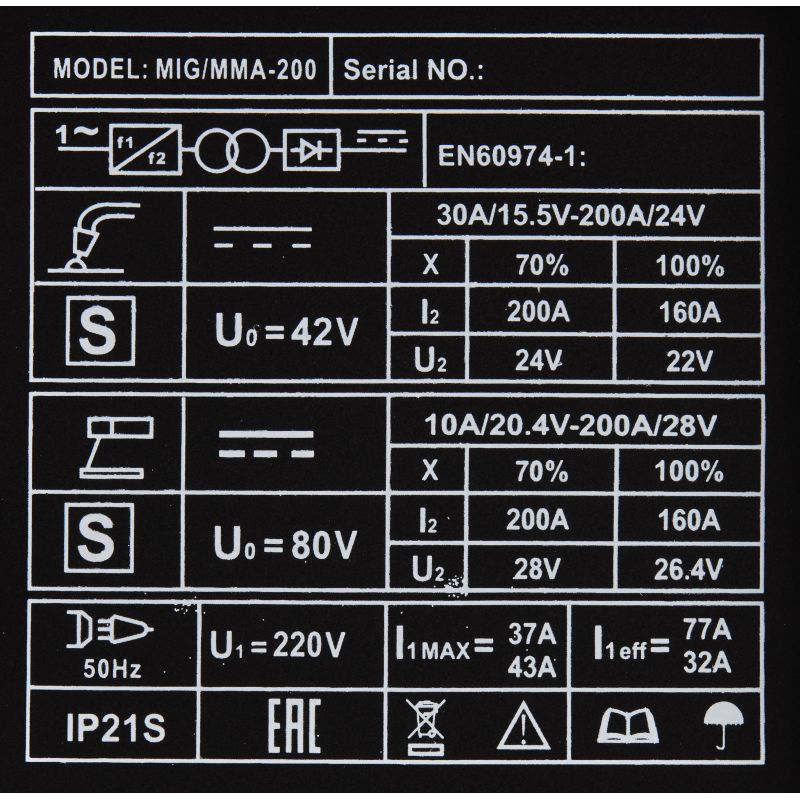 MODEL: MIG/MMA-200 Serial NO.:
1~ f1 f2 EN60974-1:
30A/15.5V-200A/24V
X 70% 100%
S U0=42V I2 200A 160A
U2 24V 22V
10A/20.4V-200A/28V
X 70% 100%
S U0=80V I2 200A 160A
U2 28V 26.4V
50Hz U1=220V I1MAX= 37A 43A I1eff= 77A 32A
IP21S EAC